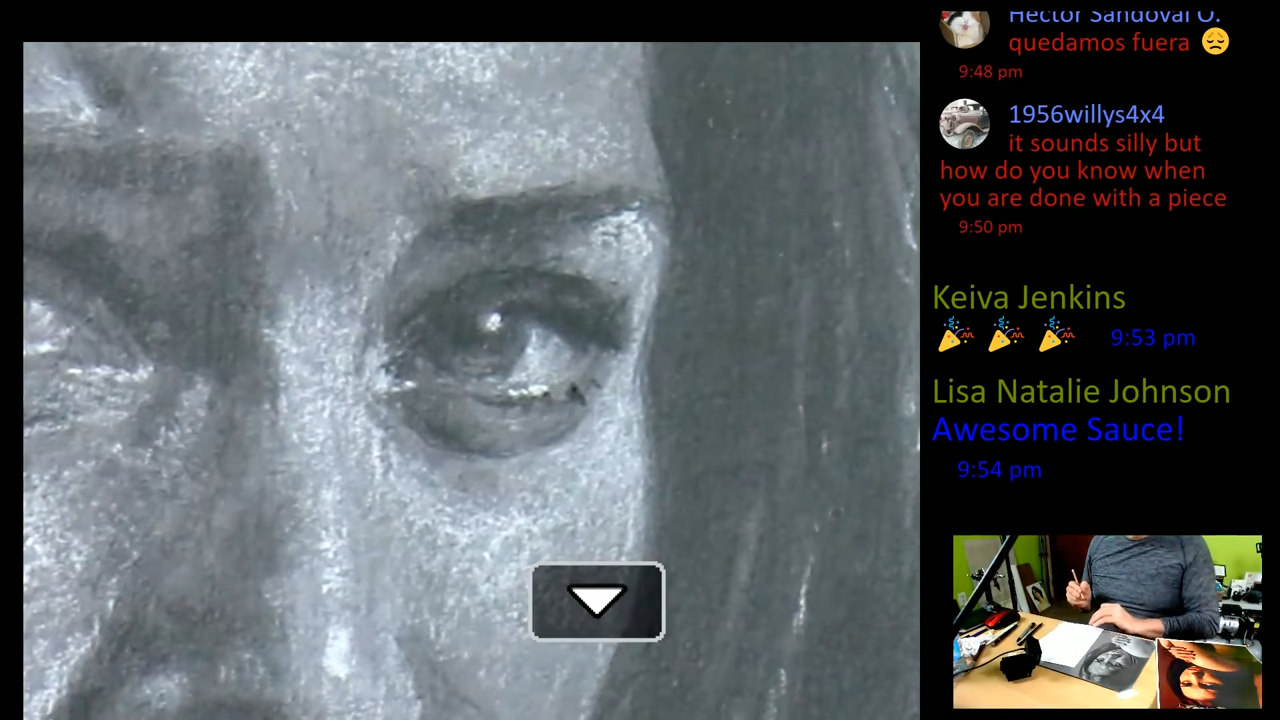 Hector Sandoval O.
quedamos fuera
9:48 pm
1956willys4x4
it sounds silly but
how do you know when
you are done with a piece
9:50 pm
Keiva Jenkins
9:53 pm
Lisa Natalie Johnson
Awesome Sauce!
9:54 pm